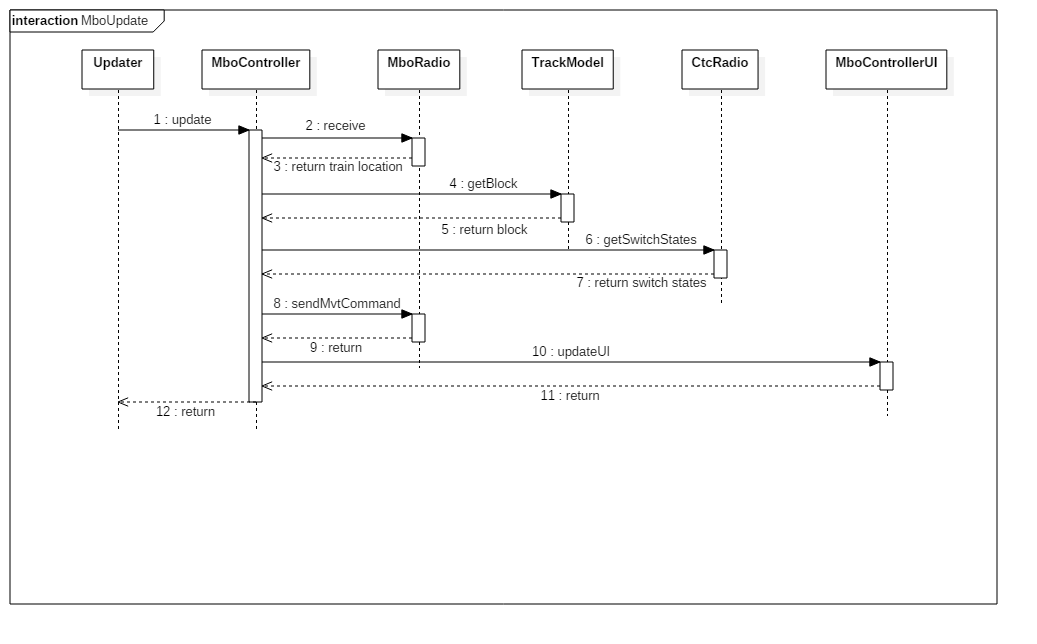 interaction MboUpdate
Updater
MboController
MboRadio
TrackModel
CtcRadio
MboControllerUI
1 : update
2 : receive
3 : return train location
4 : getBlock
5 : return block
6 : getSwitchStates
7 : return switch states
8 : sendMvtCommand
9 : return
10 : updateUI
11 : return
12 : return